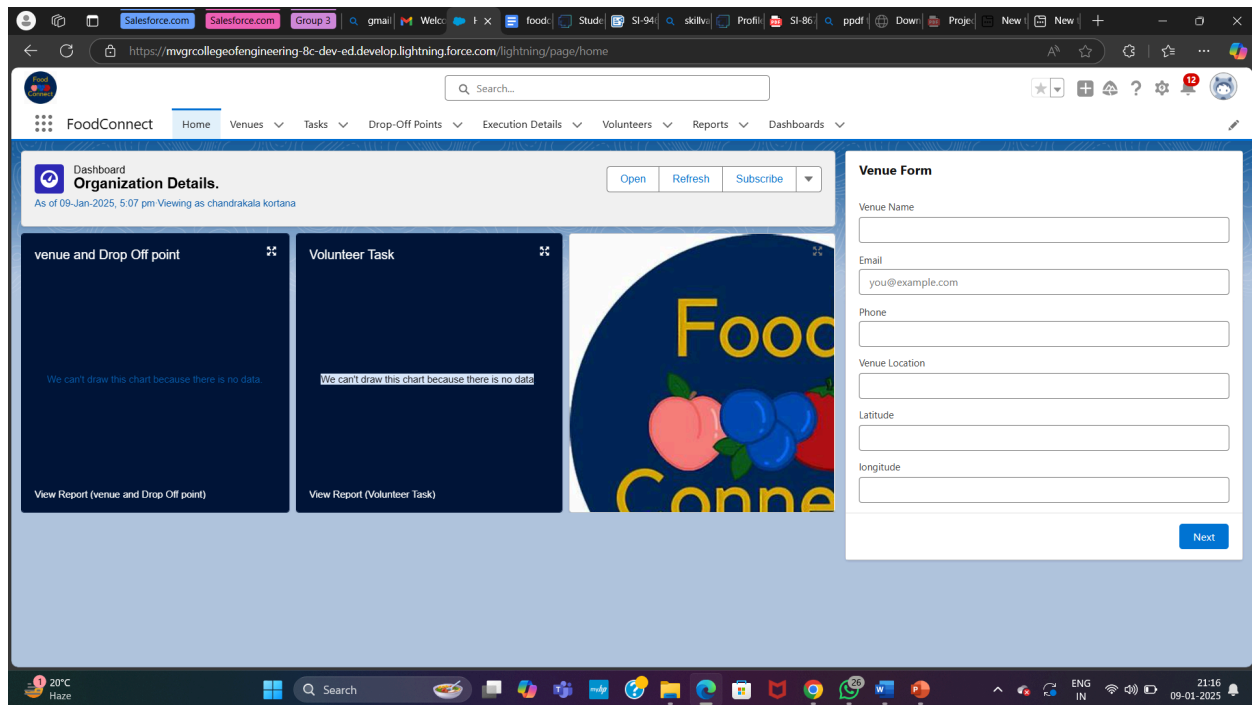 Salesforce.com
Salesforce.com
Group 3
gmail
Welco
foodc
Stude
SI-94
skillva
Profil
SI-86
ppdf t
Down
Projec
New t
New t
https://mvgrcollegeofengineering-8c-dev-ed.develop.lightning.force.com/lightning/page/home
Food
Connect
Search...
12
FoodConnect
Home
Venues
Tasks
Drop-Off Points
Execution Details
Volunteers
Reports
Dashboards
Dashboard
Organization Details.
As of 09-Jan-2025, 5:07 pm·Viewing as chandrakala kortana
Open
Refresh
Subscribe
venue and Drop Off point
We can't draw this chart because there is no data.
View Report (venue and Drop Off point)
Volunteer Task
We can't draw this chart because there is no data
View Report (Volunteer Task)
Food
Conne
Venue Form
Venue Name
Email
you@example.com
Phone
Venue Location
Latitude
longitude
Next
1
20°C
Haze
Search
26
ENG
IN
21:16
09-01-2025